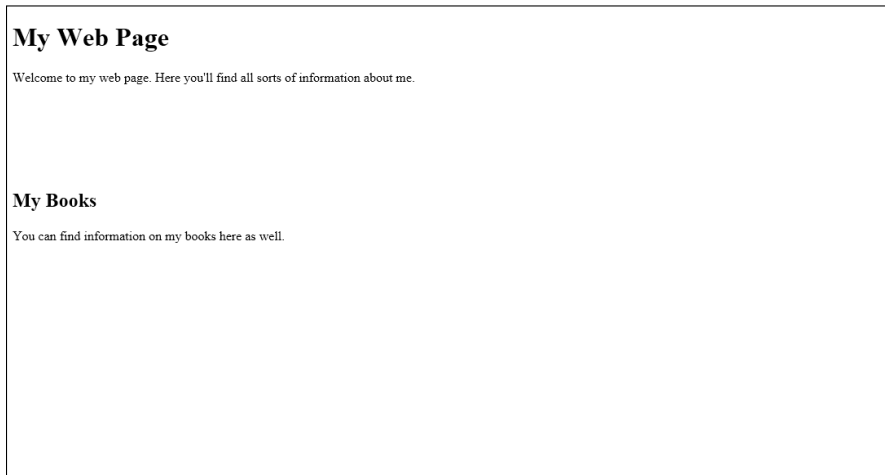 My Web Page
Welcome to my web page. Here you'll find all sorts of information about me.
My Books
You can find information on my books here as well.